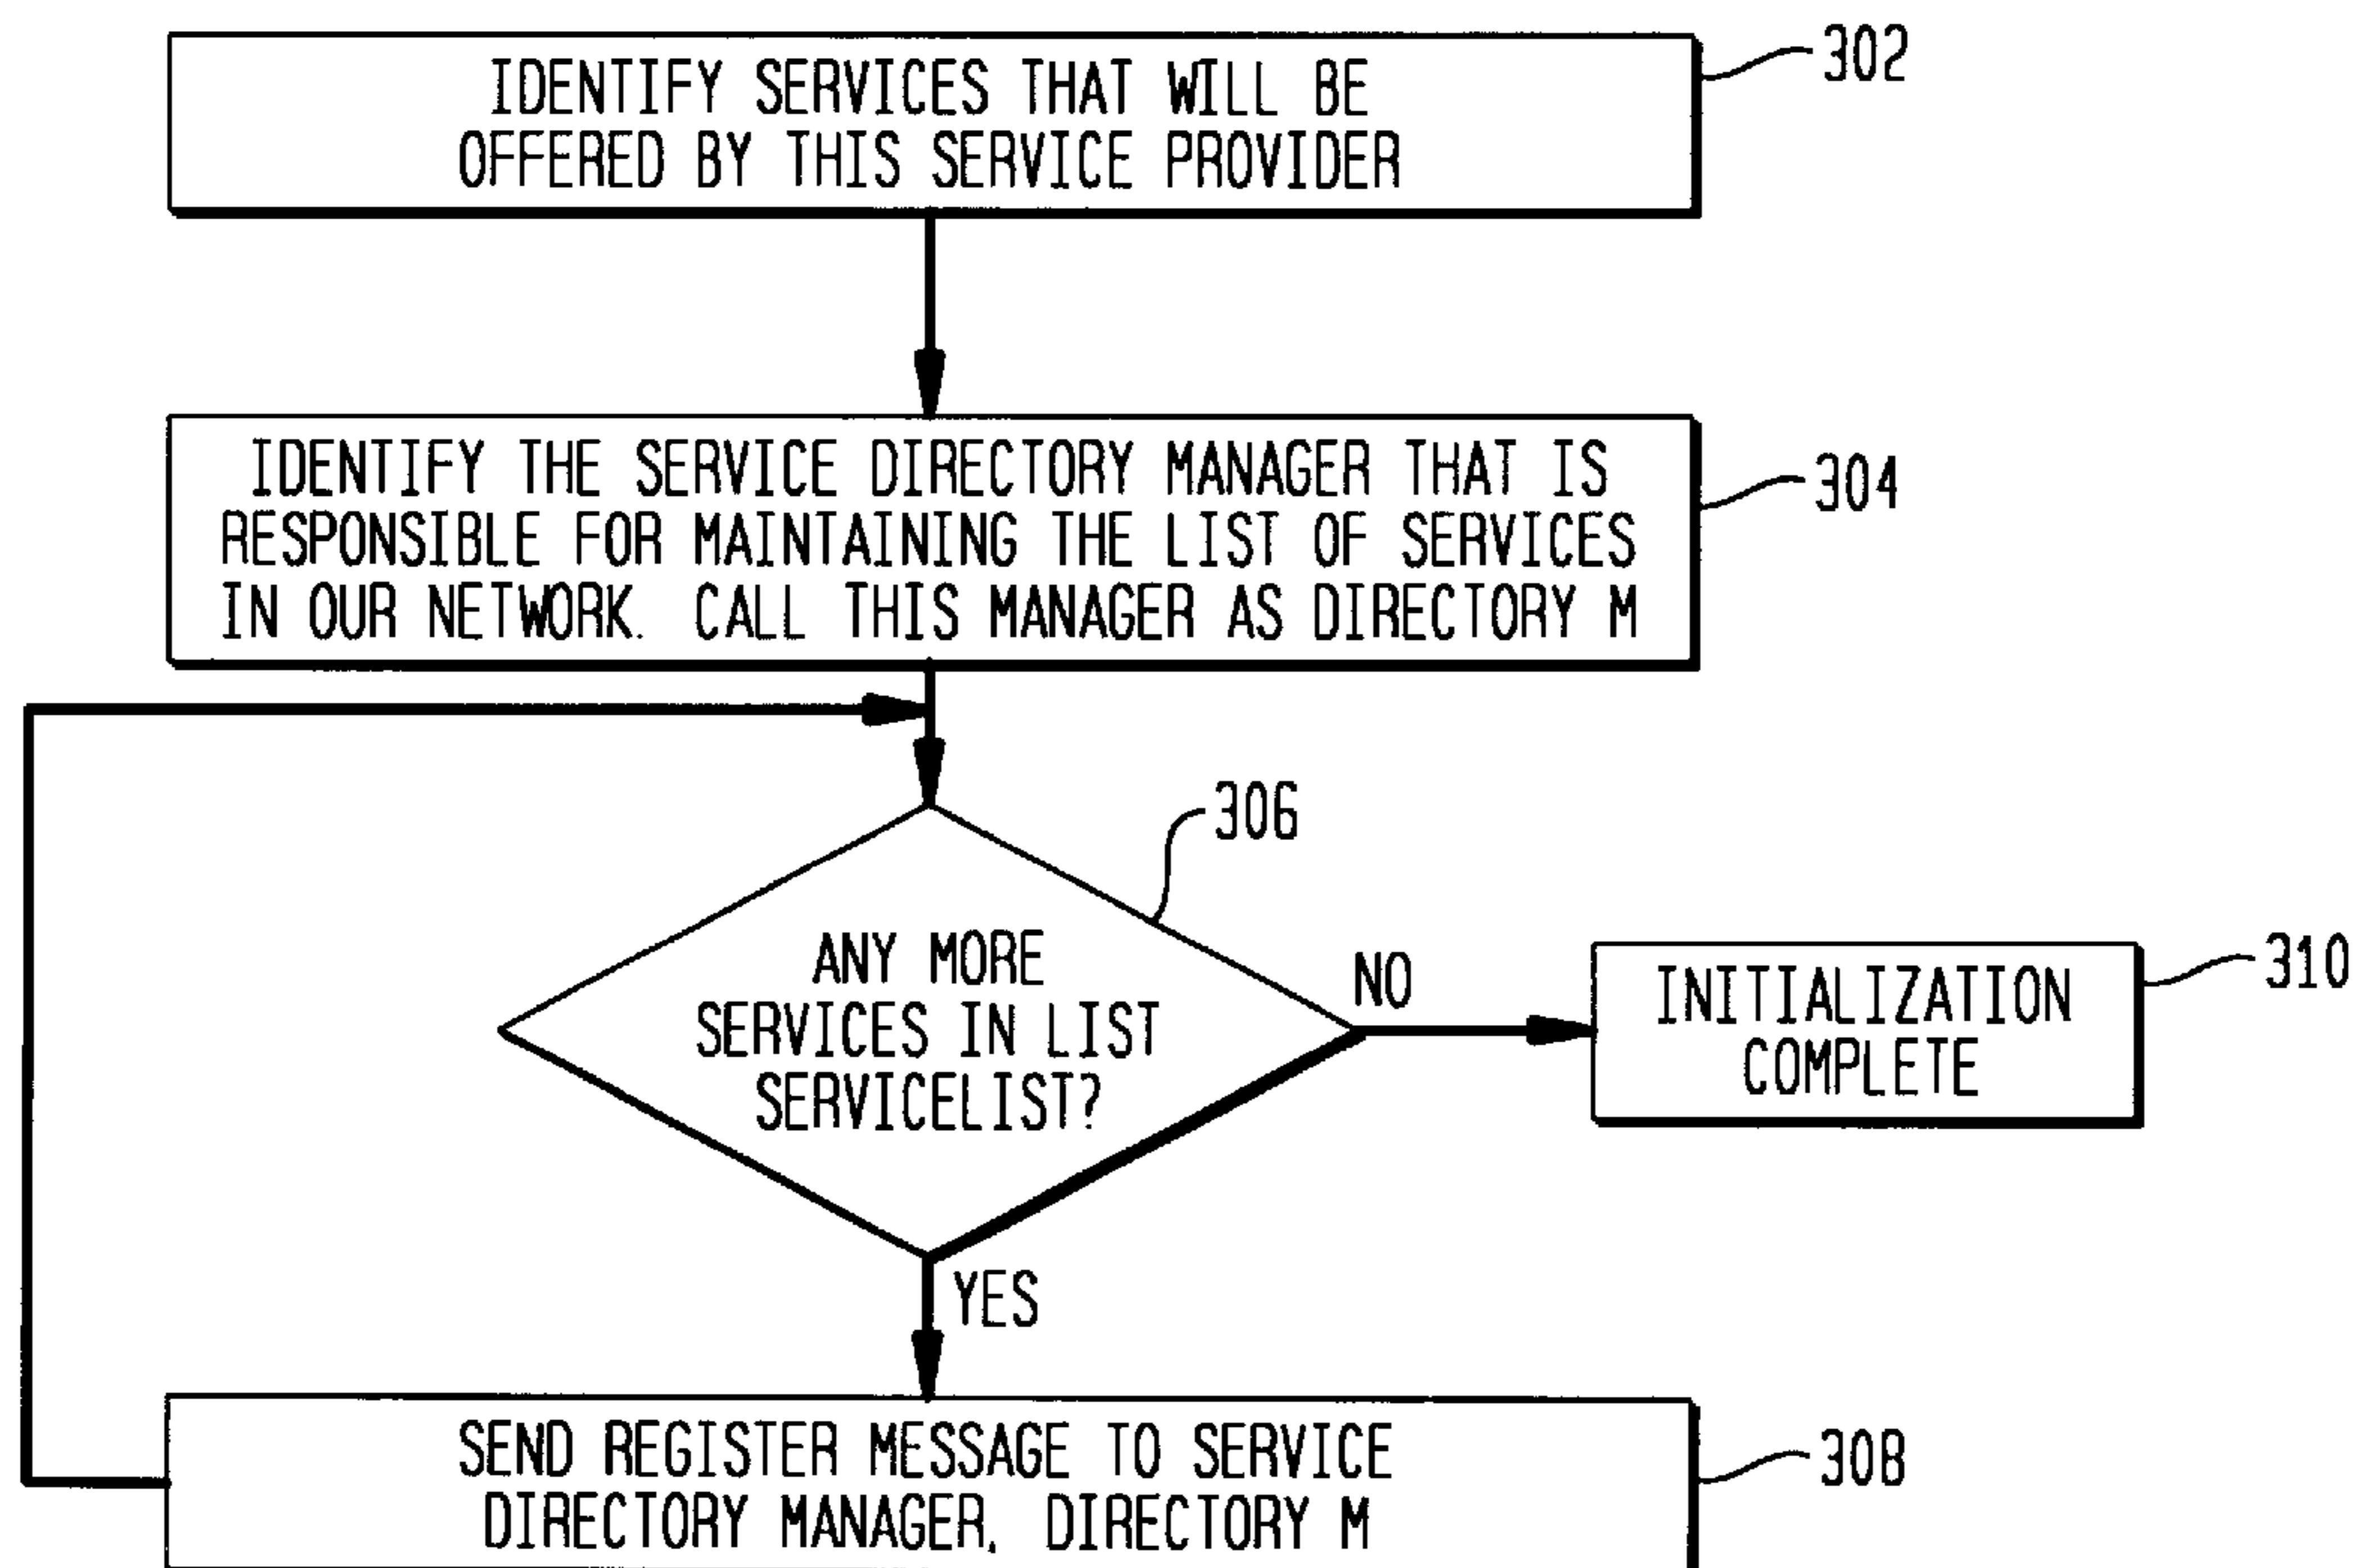 302
IDENTIFY SERVICES THAT WILL BE
OFFERED BY THIS SERVICE PROVIDER
304
IDENTIFY THE SERVICE DIRECTORY MANAGER THAT IS
RESPONSIBLE FOR MAINTAINING THE LIST OF SERVICES
IN OUR NETWORK. CALL THIS MANAGER AS DIRECTORY M
306
ANY MORE
SERVICES IN LIST
SERVICELIST?
NO
310
INITIALIZATION
COMPLETE
YES
308
SEND REGISTER MESSAGE TO SERVICE
DIRECTORY MANAGER, DIRECTORY M